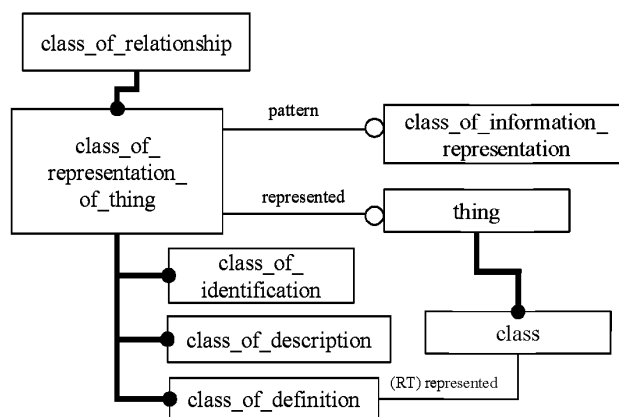 class_of_relationship
pattern
class_of_information_
representation
class_of_
representation_
of_thing
represented
thing
class_of_
identification
class_of_description
class
class_of_definition
(RT) represented